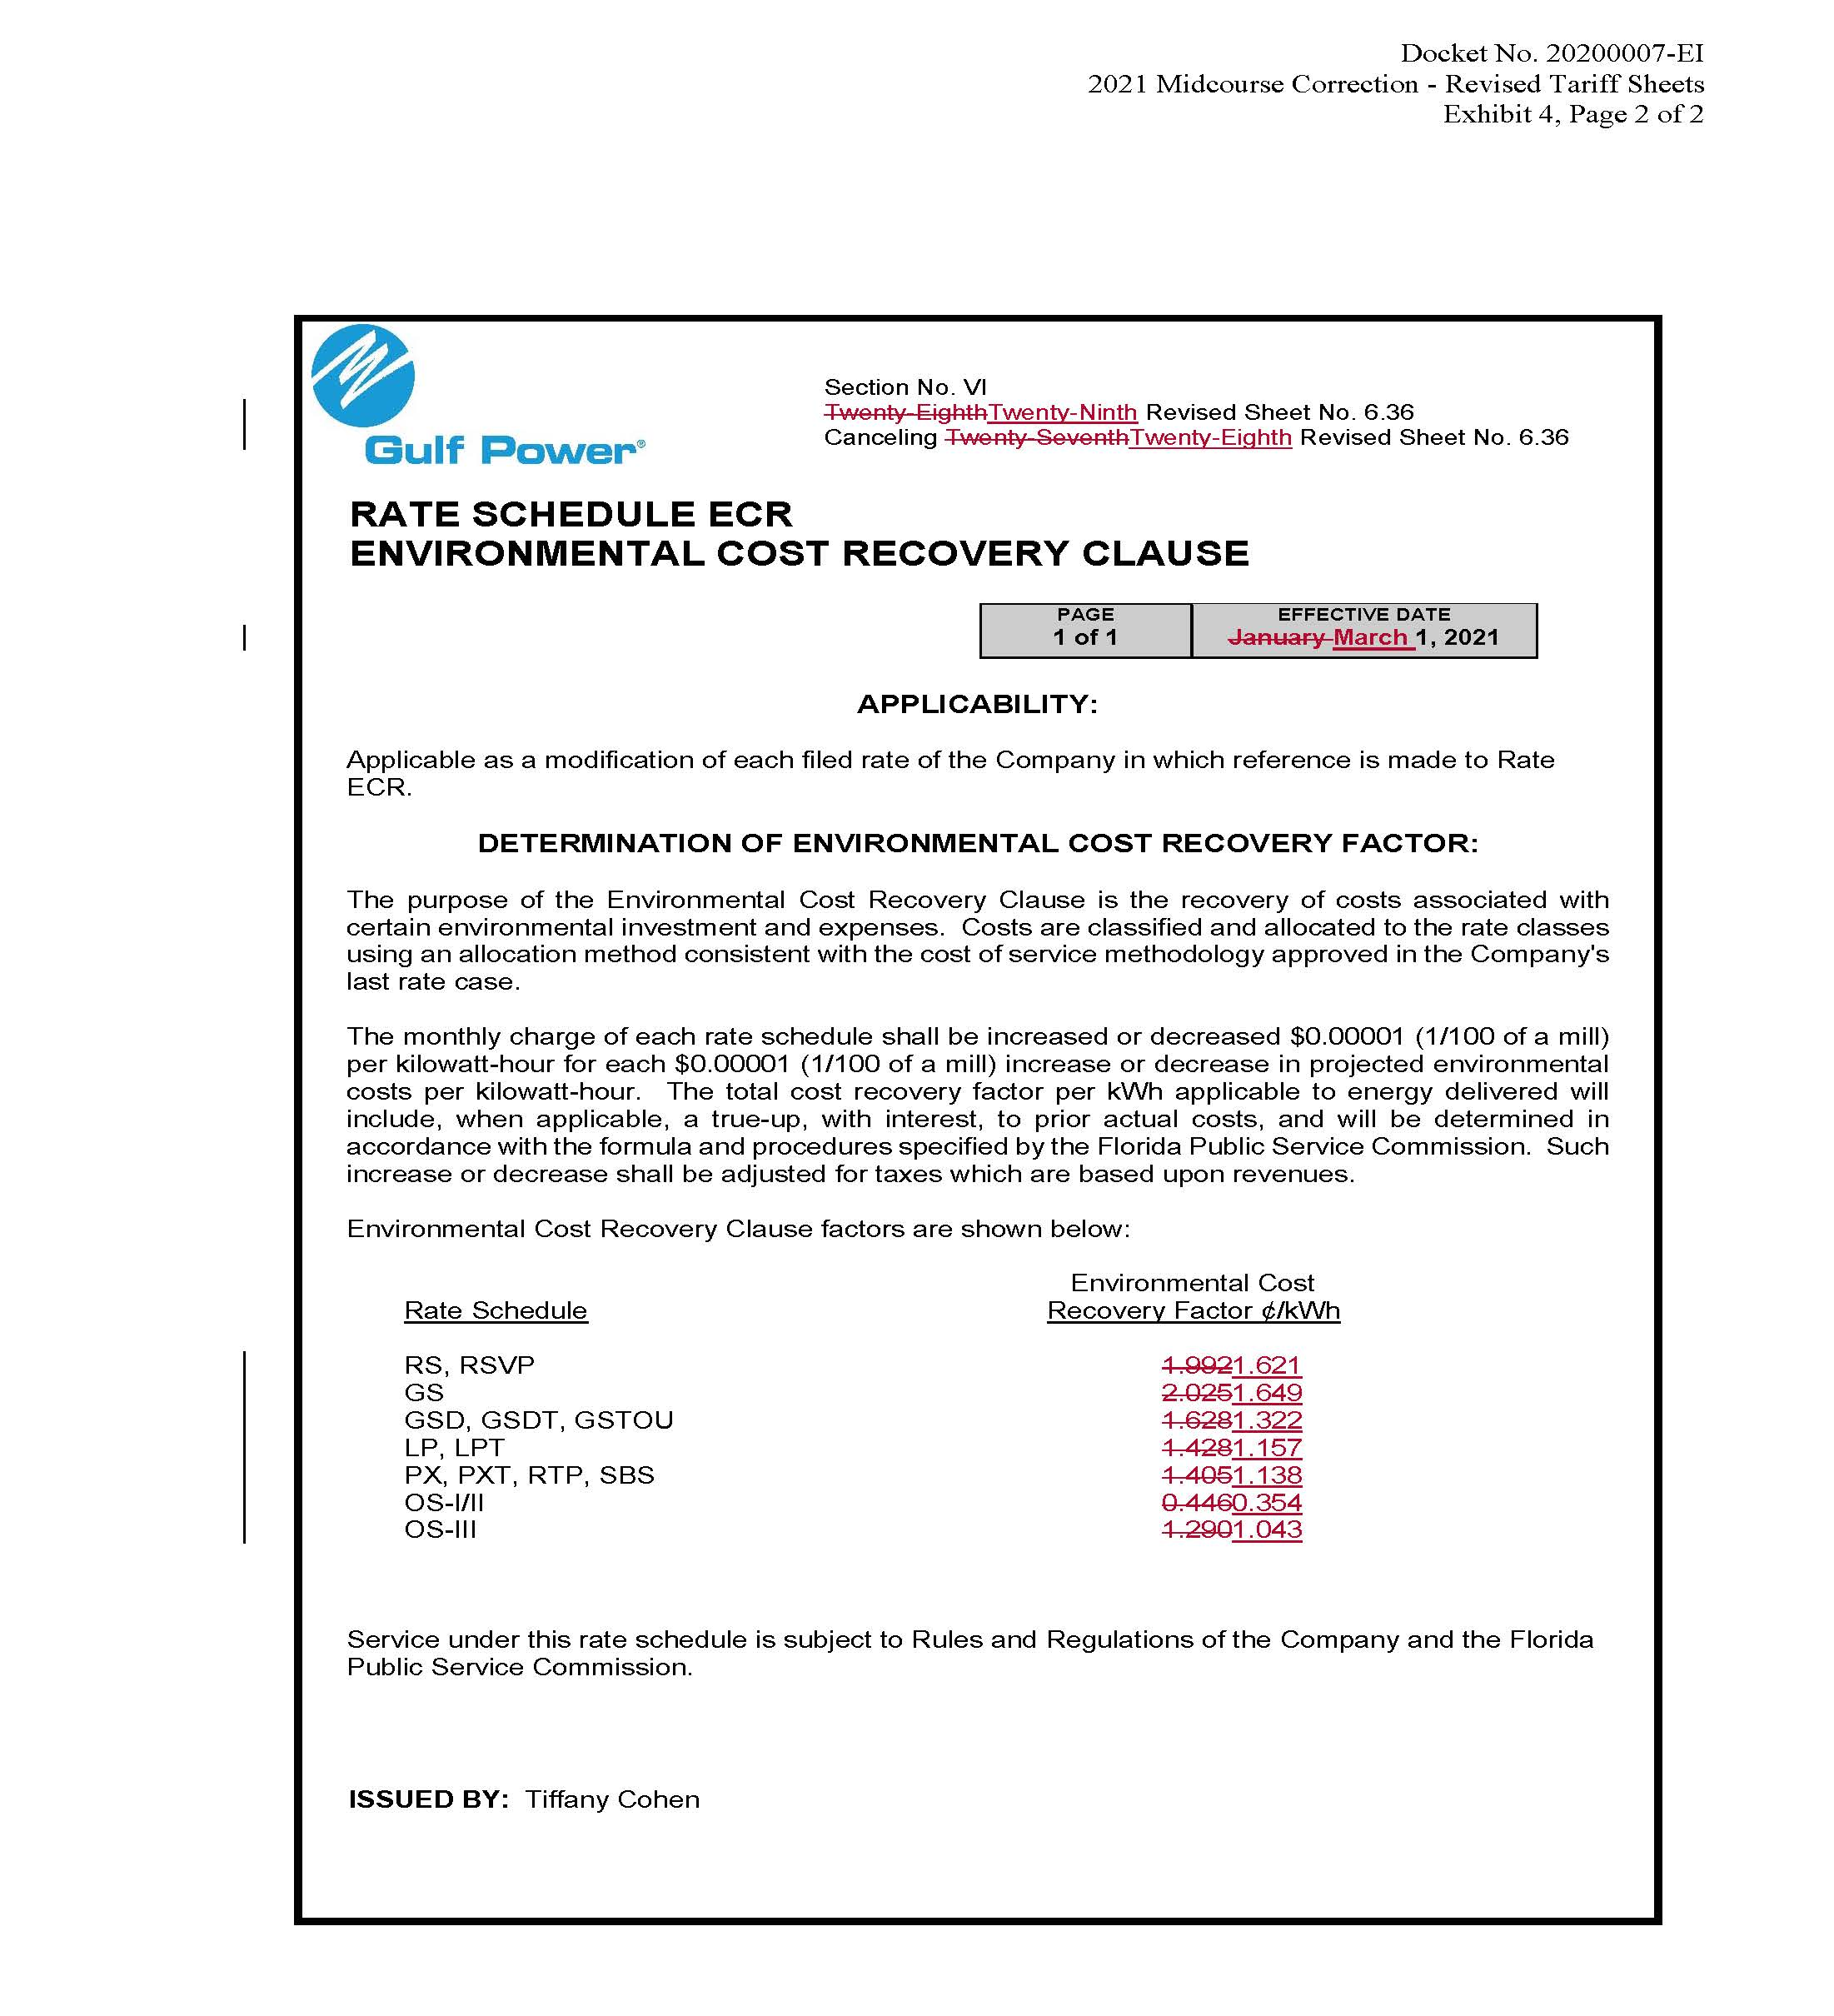 Docket No. 20200007-EI
2021 Midcourse Correction - Revised Tariff Sheets
Exhibit 4, Page 2 of 2
Gulf Power®
Section No. VI
Twenty-EighthTwenty-Ninth Revised Sheet No. 6.36
Canceling Twenty-SeventhTwenty-Eighth Revised Sheet No. 6.36
RATE SCHEDULE ECR
ENVIRONMENTAL COST RECOVERY CLAUSE
PAGE EFFECTIVE DATE
1 of 1 January March 1, 2021
APPLICABILITY:
Applicable as a modification of each filed rate of the Company in which reference is made to Rate
ECR.
DETERMINATION OF ENVIRONMENTAL COST RECOVERY FACTOR:
The purpose of the Environmental Cost Recovery Clause is the recovery of costs associated with
certain environmental investment and expenses. Costs are classified and allocated to the rate classes
using an allocation method consistent with the cost of service methodology approved in the Company's
last rate case.
The monthly charge of each rate schedule shall be increased or decreased $0.00001 (1/100 of a mill)
per kilowatt-hour for each $0.00001 (1/100 of a mill) increase or decrease in projected environmental
costs per kilowatt-hour. The total cost recovery factor per kWh applicable to energy delivered will
include, when applicable, a true-up, with interest, to prior actual costs, and will be determined in
accordance with the formula and procedures specified by the Florida Public Service Commission. Such
increase or decrease shall be adjusted for taxes which are based upon revenues.
Environmental Cost Recovery Clause factors are shown below:
Environmental Cost
Rate Schedule Recovery Factor ¢/kWh
RS, RSVP 1.9921.621
GS 2.0251.649
GSD, GSDT, GSTOU 1.6281.322
LP, LPT 1.4281.157
PX, PXT, RTP, SBS 1.4051.138
OS-I/II 0.4460.354
OS-III 1.2901.043
Service under this rate schedule is subject to Rules and Regulations of the Company and the Florida
Public Service Commission.
ISSUED BY: Tiffany Cohen